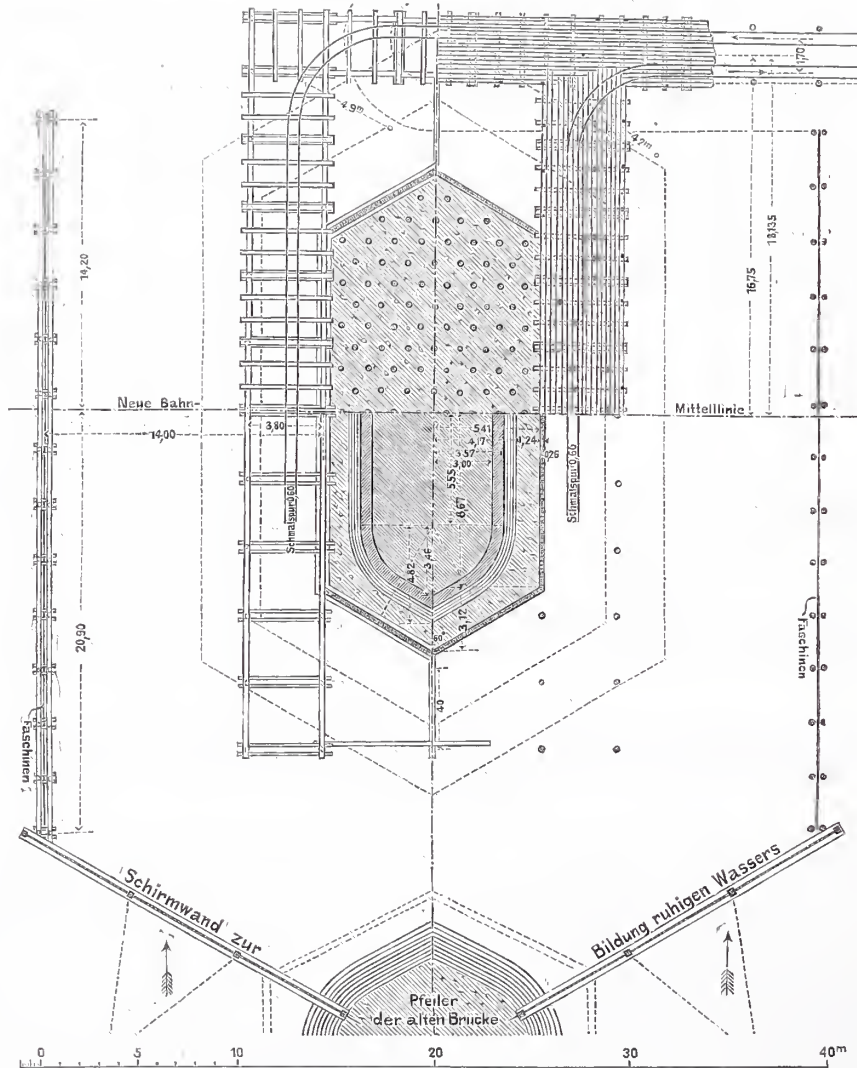 1,70
4,9m
4,2m
14,20
16,75
18,135
Neue Bahn-
Mittellinie
3,80
14,00
5,41
4,17
3,57
3,00
1,24
0,26
5,55
8,67
Schmalspur 0,60
Schmalspur 0,60
4,82
3,46
3,12
60°
20,90
40
Faschinen
Faschinen
Schirmwand zur
Bildung ruhigen Wassers
Pfeiler
der alten Brücke
0 5 10 20 30 40 m